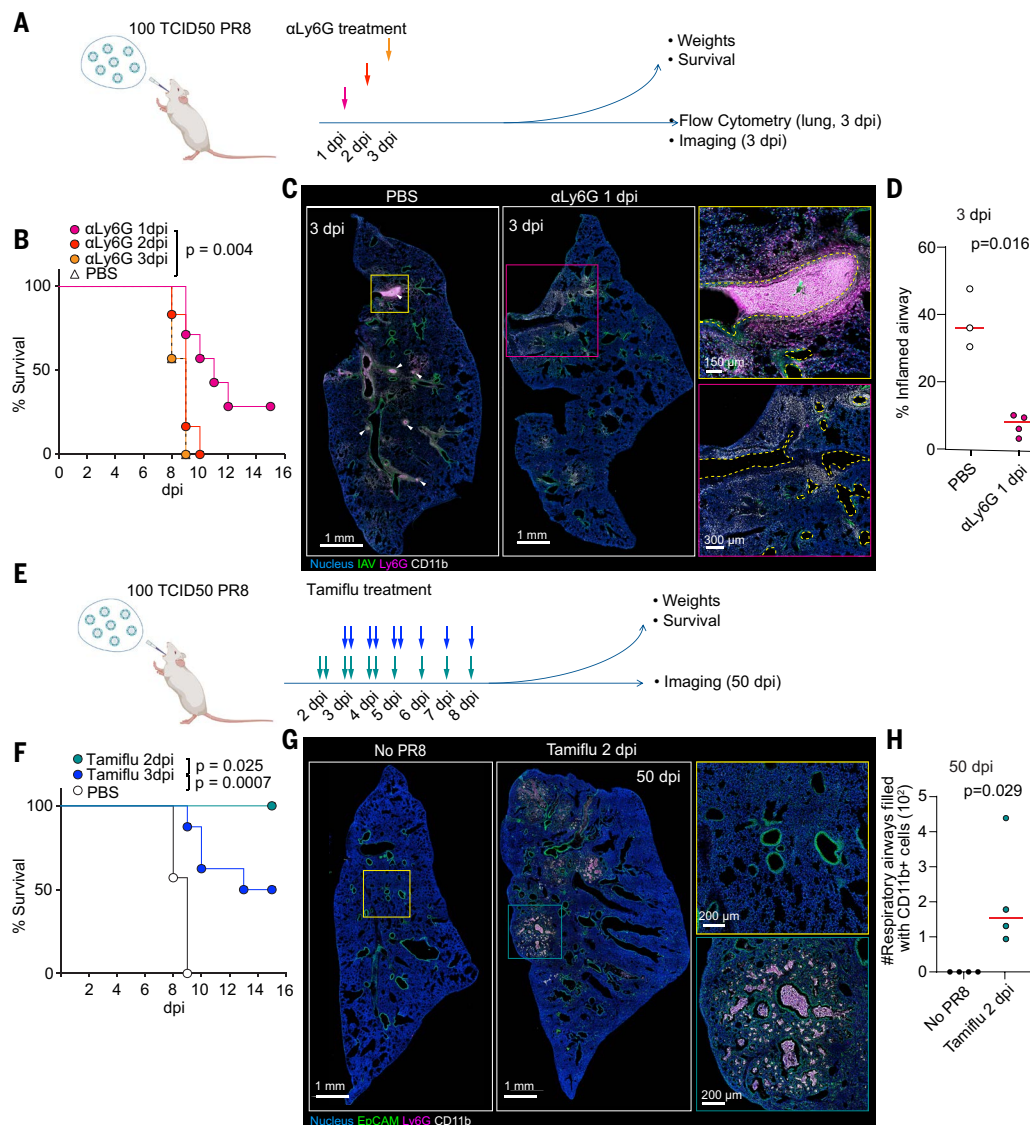 A
100 TCID50 PR8
αLy6G treatment
1 dpi
2 dpi
3 dpi
• Weights
• Survival
• Flow Cytometry (lung, 3 dpi)
• Imaging (3 dpi)
B
αLy6G 1dpi
αLy6G 2dpi
αLy6G 3dpi
PBS
p = 0.004
% Survival
100
50
0
0 2 4 6 8 10 12 14 16
dpi
C
PBS
αLy6G 1 dpi
3 dpi
3 dpi
1 mm
1 mm
150 μm
300 μm
Nucleus IAV Ly6G CD11b
D
3 dpi
p=0.016
% Inflamed airway
60
40
20
0
PBS
αLy6G 1 dpi
E
100 TCID50 PR8
Tamiflu treatment
2 dpi
3 dpi
4 dpi
5 dpi
6 dpi
7 dpi
8 dpi
• Weights
• Survival
• Imaging (50 dpi)
F
Tamiflu 2dpi
Tamiflu 3dpi
PBS
p = 0.025
p = 0.0007
% Survival
100
50
0
2 4 6 8 10 12 14 16
dpi
G
No PR8
Tamiflu 2 dpi
50 dpi
1 mm
1 mm
200 μm
200 μm
Nucleus EpCAM Ly6G CD11b
H
50 dpi
p=0.029
#Respiratory airways filled
with CD11b+ cells (10²)
5
4
3
2
1
0
No PR8
Tamiflu 2 dpi